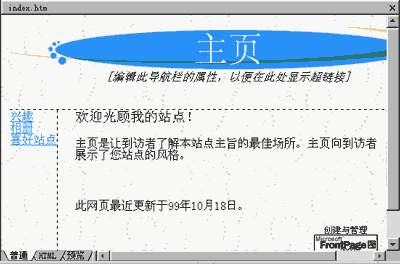 index.htm
主页
[编辑此导航栏的属性，以便在此处显示超链接]
兴趣
相册
喜好站点
欢迎光顾我的站点！
主页是让到访者了解本站点主旨的最佳场所。主页向到访者
展示了您站点的风格。
此网页最近更新于99年10月18日。
创建与管理
Microsoft
FrontPage
普通 HTML 预览